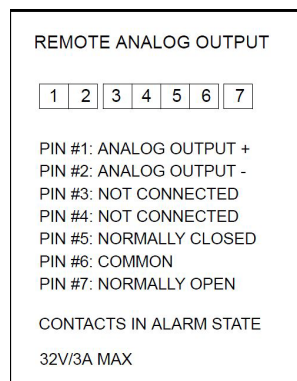 REMOTE ANALOG OUTPUT
1 2 3 4 5 6 7
PIN #1: ANALOG OUTPUT +
PIN #2: ANALOG OUTPUT -
PIN #3: NOT CONNECTED
PIN #4: NOT CONNECTED
PIN #5: NORMALLY CLOSED
PIN #6: COMMON
PIN #7: NORMALLY OPEN
CONTACTS IN ALARM STATE
32V/3A MAX